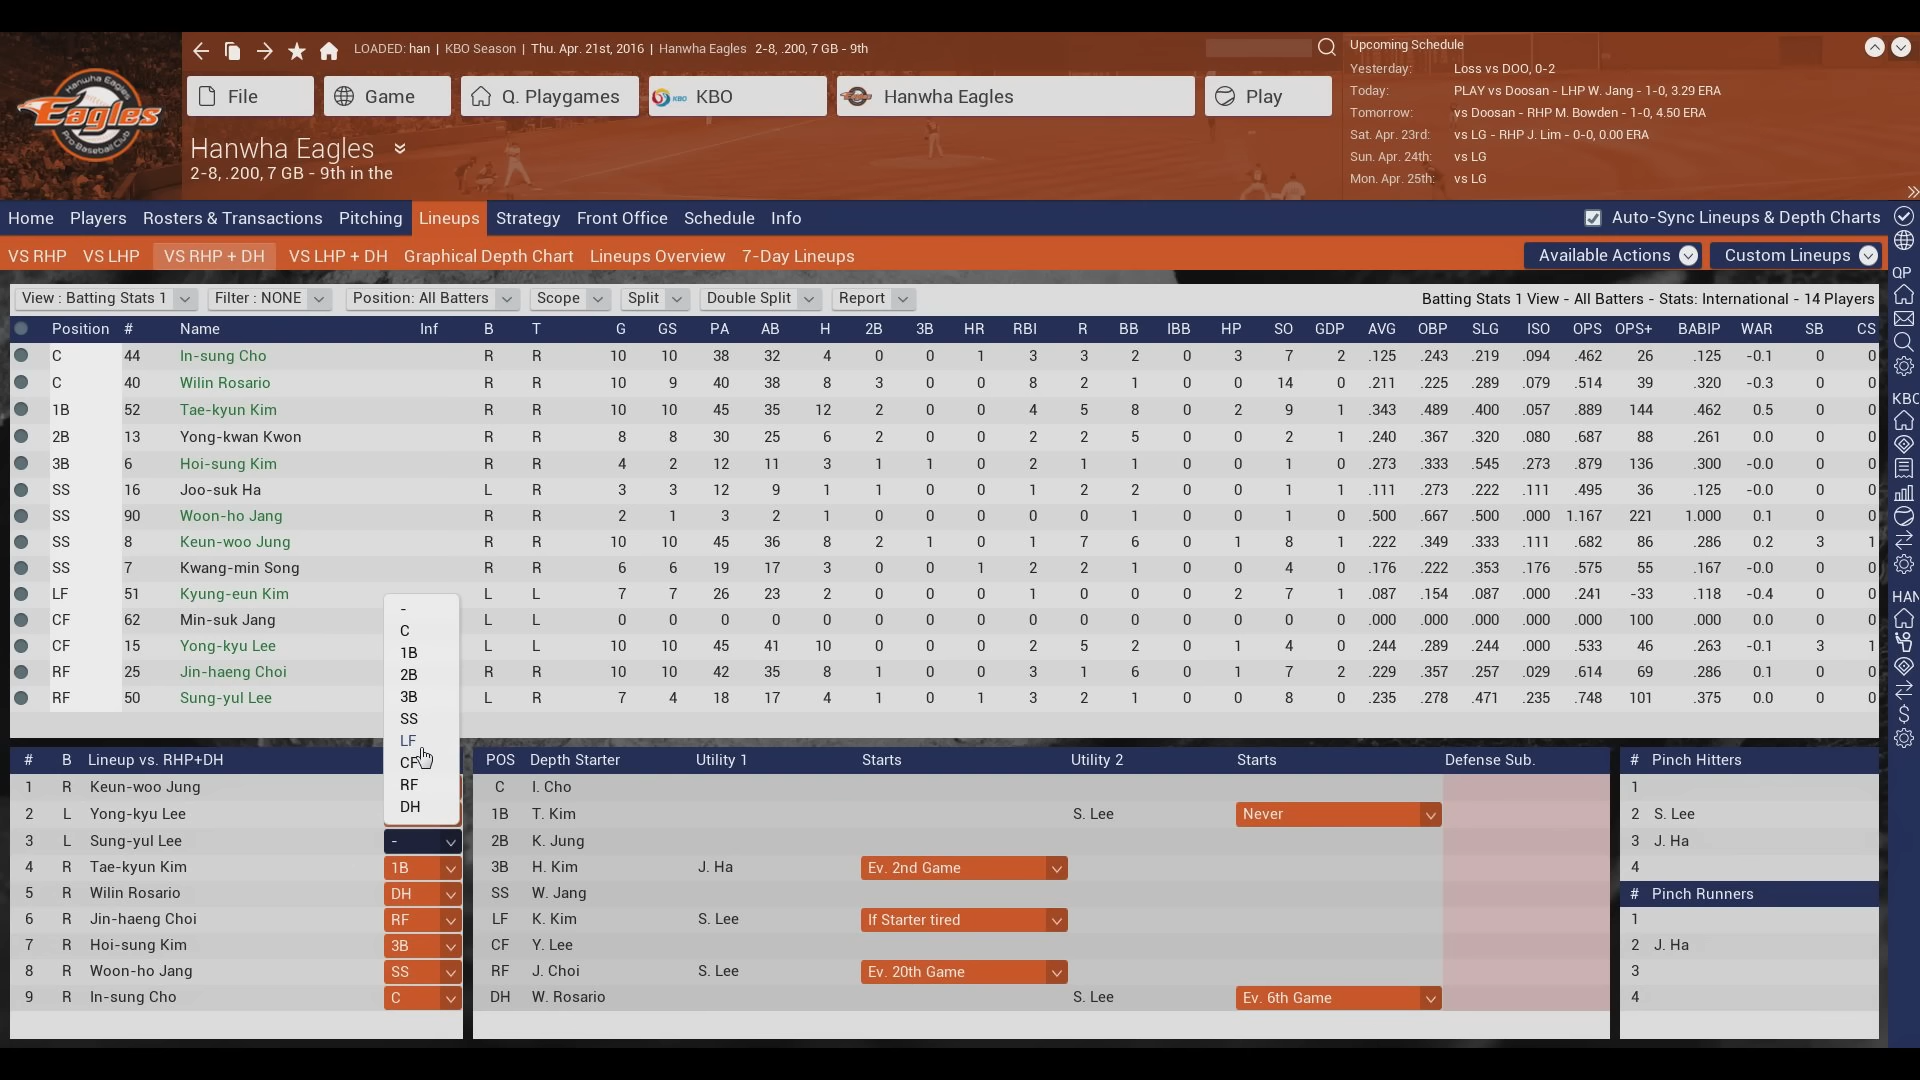 LOADED: han | KBO Season | Thu. Apr. 21st, 2016 | Hanwha Eagles 2-8, .200, 7 GB - 9th
Hanwha Eagles
Pro Baseball Club
File Game Q. Playgames KBO Hanwha Eagles Play
Hanwha Eagles
2-8, .200, 7 GB - 9th in the
Upcoming Schedule
Yesterday: Loss vs DOO, 0-2
Today: PLAY vs Doosan - LHP W. Jang - 1-0, 3.29 ERA
Tomorrow: vs Doosan - RHP M. Bowden - 1-0, 4.50 ERA
Sat. Apr. 23rd: vs LG - RHP J. Lim - 0-0, 0.00 ERA
Sun. Apr. 24th: vs LG
Mon. Apr. 25th: vs LG
Home Players Rosters & Transactions Pitching Lineups Strategy Front Office Schedule Info Auto-Sync Lineups & Depth Charts
VS RHP VS LHP VS RHP + DH VS LHP + DH Graphical Depth Chart Lineups Overview 7-Day Lineups Available Actions Custom Lineups
View : Batting Stats 1 Filter : NONE Position: All Batters Scope Split Double Split Report Batting Stats 1 View - All Batters - Stats: International - 14 Players
Position # Name Inf B T G GS PA AB H 2B 3B HR RBI R BB IBB HP SO GDP AVG OBP SLG ISO OPS OPS+ BABIP WAR SB CS
C 44 In-sung Cho R R 10 10 38 32 4 0 0 1 3 3 2 0 3 7 2 .125 .243 .219 .094 .462 26 .125 -0.1 0 0
C 40 Wilin Rosario R R 10 9 40 38 8 3 0 0 8 2 1 0 0 14 0 .211 .225 .289 .079 .514 39 .320 -0.3 0 0
1B 52 Tae-kyun Kim R R 10 10 45 35 12 2 0 0 4 5 8 0 2 9 1 .343 .489 .400 .057 .889 144 .462 0.5 0 0
2B 13 Yong-kwan Kwon R R 8 8 30 25 6 2 0 0 2 2 5 0 0 2 1 .240 .367 .320 .080 .687 88 .261 0.0 0 0
3B 6 Hoi-sung Kim R R 4 2 12 11 3 1 1 0 2 1 1 0 0 1 0 .273 .333 .545 .273 .879 136 .300 -0.0 0 0
SS 16 Joo-suk Ha L R 3 3 12 9 1 1 0 0 1 2 2 0 0 1 1 .111 .273 .222 .111 .495 36 .125 -0.0 0 0
SS 90 Woon-ho Jang R R 2 1 3 2 1 0 0 0 0 0 1 0 0 1 0 .500 .667 .500 .000 1.167 221 1.000 0.1 0 0
SS 8 Keun-woo Jung R R 10 10 45 36 8 2 1 0 1 7 6 0 1 8 1 .222 .349 .333 .111 .682 86 .286 0.2 3 1
SS 7 Kwang-min Song R R 6 6 19 17 3 0 0 1 2 2 1 0 0 4 0 .176 .222 .353 .176 .575 55 .167 -0.0 0 0
LF 51 Kyung-eun Kim L L 7 7 26 23 2 0 0 0 1 0 0 0 2 7 1 .087 .154 .087 .000 .241 -33 .118 -0.4 0 0
CF 62 Min-suk Jang L L 0 0 0 0 0 0 0 0 0 0 0 0 0 0 0 .000 .000 .000 .000 .000 100 .000 0.0 0 0
CF 15 Yong-kyu Lee L L 10 10 45 41 10 0 0 0 2 5 2 0 1 4 0 .244 .289 .244 .000 .533 46 .263 -0.1 3 1
RF 25 Jin-haeng Choi R R 10 10 42 35 8 1 0 0 3 1 6 0 1 7 2 .229 .357 .257 .029 .614 69 .286 0.1 0 0
RF 50 Sung-yul Lee L R 7 4 18 17 4 1 0 1 3 2 1 0 0 8 0 .235 .278 .471 .235 .748 101 .375 0.0 0 0
-
C
1B
2B
3B
SS
LF
CF
RF
DH
# B Lineup vs. RHP+DH
1 R Keun-woo Jung
2 L Yong-kyu Lee
3 L Sung-yul Lee -
4 R Tae-kyun Kim 1B
5 R Wilin Rosario DH
6 R Jin-haeng Choi RF
7 R Hoi-sung Kim 3B
8 R Woon-ho Jang SS
9 R In-sung Cho C
POS Depth Starter Utility 1 Starts Utility 2 Starts Defense Sub.
C I. Cho
1B T. Kim S. Lee Never
2B K. Jung
3B H. Kim J. Ha Ev. 2nd Game
SS W. Jang
LF K. Kim S. Lee If Starter tired
CF Y. Lee
RF J. Choi S. Lee Ev. 20th Game
DH W. Rosario S. Lee Ev. 6th Game
# Pinch Hitters
1
2 S. Lee
3 J. Ha
4
# Pinch Runners
1
2 J. Ha
3
4
QP
KBO
HAN